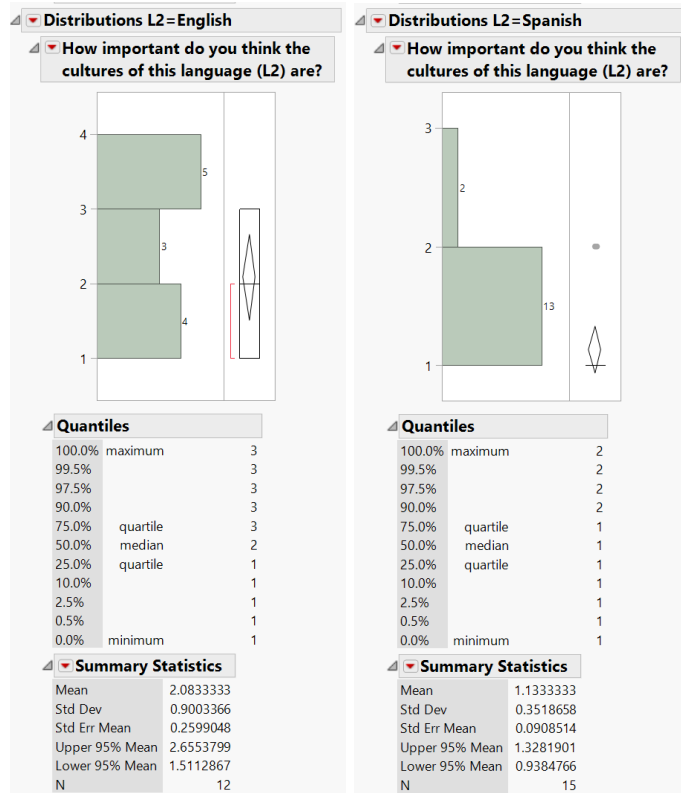 Distributions L2=English
How important do you think the
cultures of this language (L2) are?
4
3
2
1
5
3
4
Quantiles
100.0% maximum 3
99.5% 3
97.5% 3
90.0% 3
75.0% quartile 3
50.0% median 2
25.0% quartile 1
10.0% 1
2.5% 1
0.5% 1
0.0% minimum 1
Summary Statistics
Mean 2.0833333
Std Dev 0.9003366
Std Err Mean 0.2599048
Upper 95% Mean 2.6553799
Lower 95% Mean 1.5112867
N 12
Distributions L2=Spanish
How important do you think the
cultures of this language (L2) are?
3
2
1
2
13
Quantiles
100.0% maximum 2
99.5% 2
97.5% 2
90.0% 2
75.0% quartile 1
50.0% median 1
25.0% quartile 1
10.0% 1
2.5% 1
0.5% 1
0.0% minimum 1
Summary Statistics
Mean 1.1333333
Std Dev 0.3518658
Std Err Mean 0.0908514
Upper 95% Mean 1.3281901
Lower 95% Mean 0.9384766
N 15